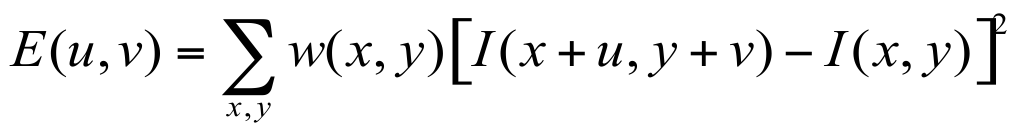 E(u,v) = ∑_{x,y} w(x,y)[I(x+u,y+v)−I(x,y)]²